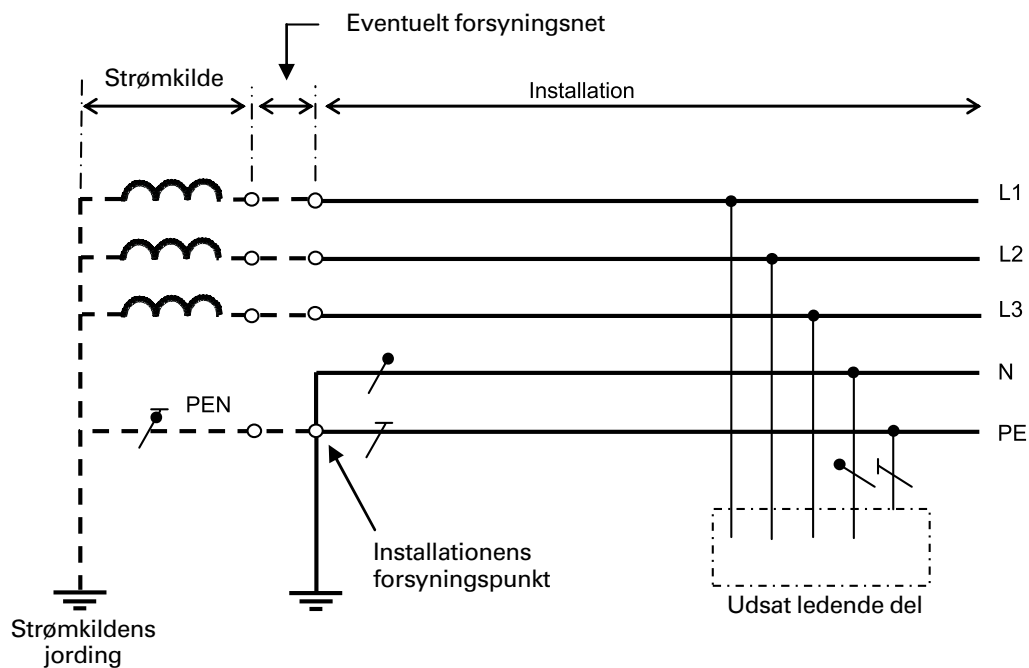 Eventuelt forsyningsnet
Strømkilde
Installation
L1
L2
L3
N
PEN
PE
Installationens
forsyningspunkt
Udsat ledende del
Strømkildens
jording